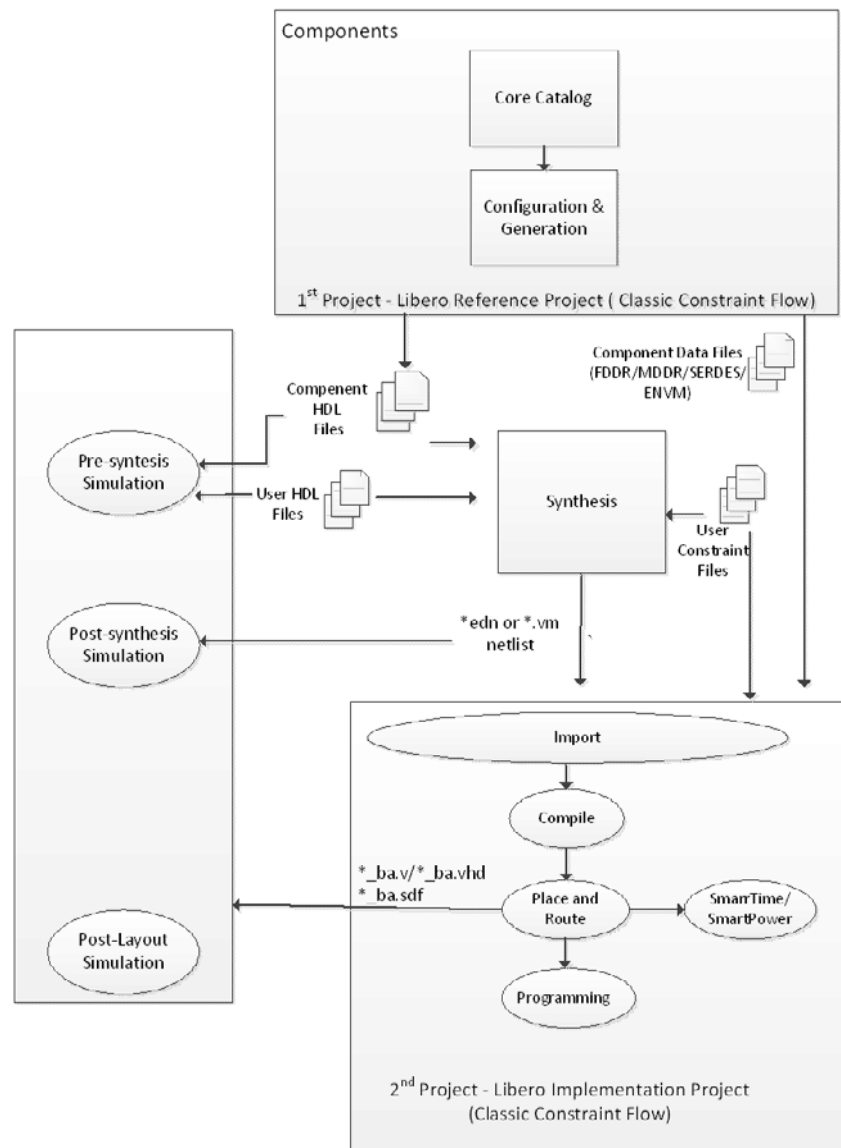 Components
Core Catalog
Configuration &
Generation
1st Project - Libero Reference Project ( Classic Constraint Flow)
Component Data Files
(FDDR/MDDR/SERDES/
ENVM)
Compenent
HDL
Files
Pre-syntesis
Simulation
User HDL
Files
Synthesis
User
Constraint
Files
Post-synthesis
Simulation
*edn or *.vm
netlist
Import
Compile
*_ba.v/*_ba.vhd
*_ba.sdf
Place and
Route
SmarrTime/
SmartPower
Post-Layout
Simulation
Programming
2nd Project - Libero Implementation Project
(Classic Constraint Flow)